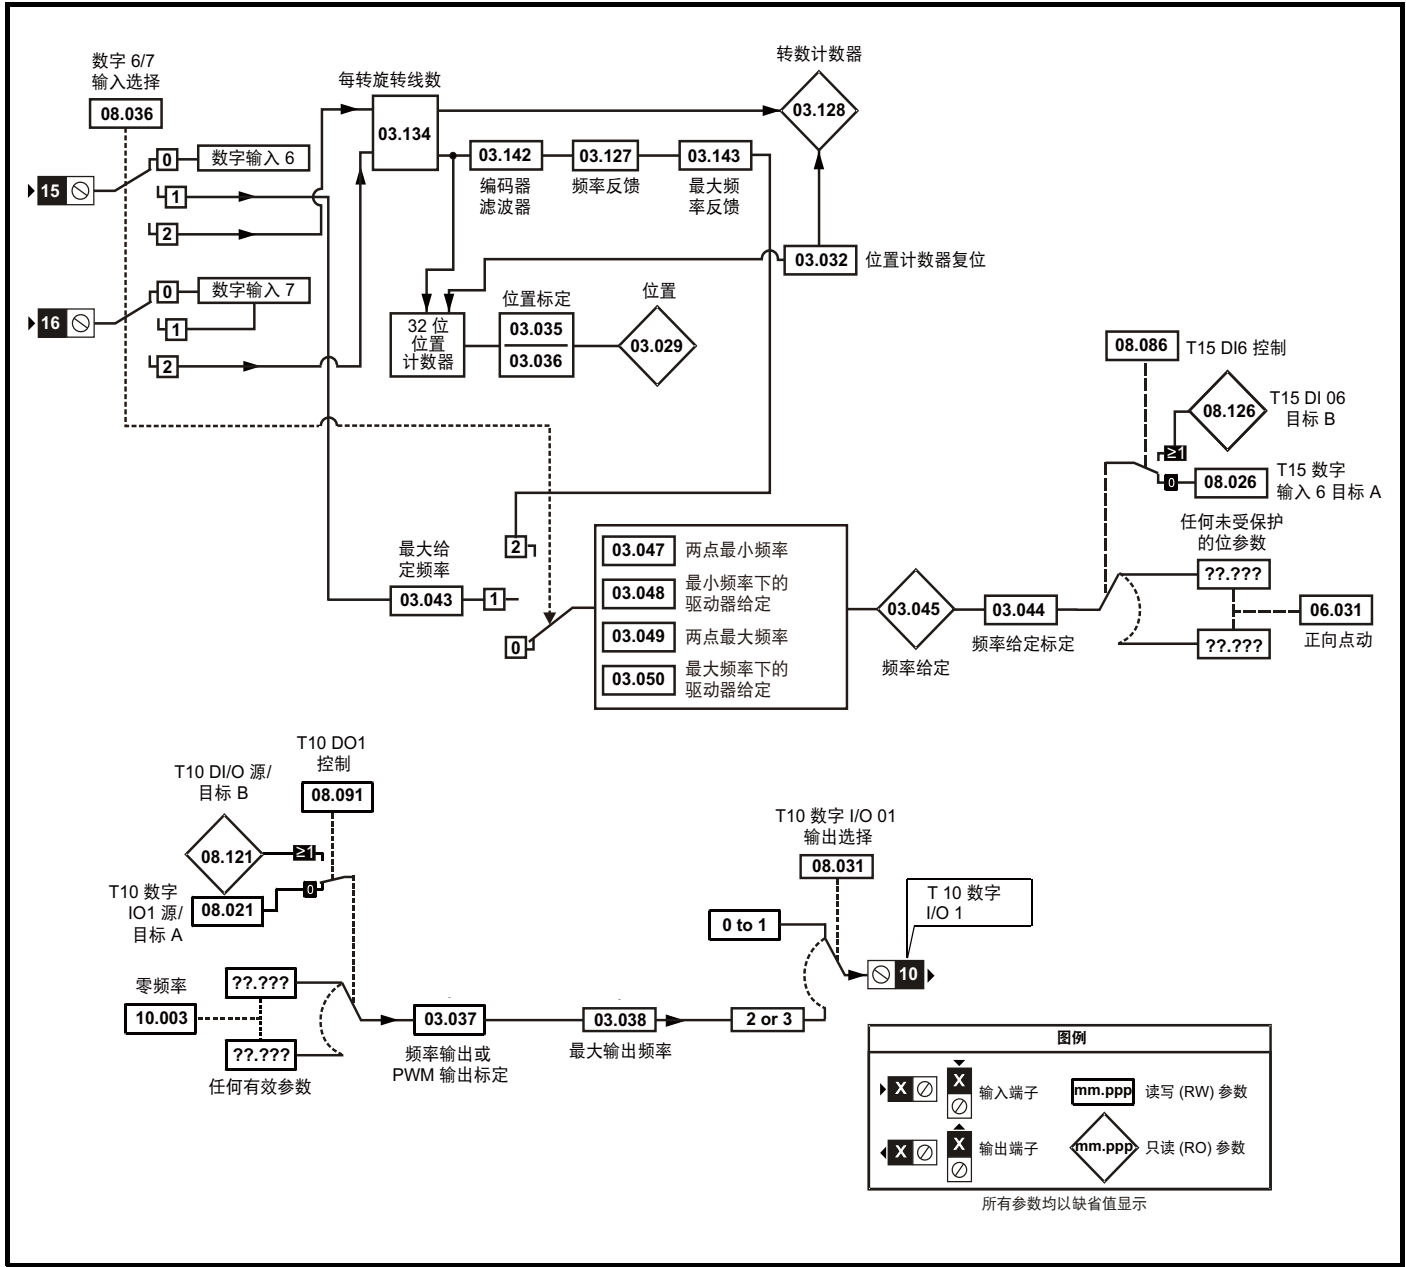 数字 6/7
输入选择
08.036
15
0
数字输入 6
1
2
16
0
数字输入 7
1
2
每转旋转线数
03.134
转数计数器
03.128
03.142
编码器
滤波器
03.127
频率反馈
03.143
最大频
率反馈
03.032
位置计数器复位
32 位
位置
计数器
位置标定
03.035
03.036
位置
03.029
08.086
T15 DI6 控制
08.126
T15 DI 06
目标 B
≥1
0
08.026
T15 数字
输入 6 目标 A
任何未受保护
的位参数
??.???
??.???
06.031
正向点动
最大给
定频率
03.043
2
1
0
03.047
两点最小频率
03.048
最小频率下的
驱动器给定
03.049
两点最大频率
03.050
最大频率下的
驱动器给定
03.045
频率给定
03.044
频率给定标定
T10 DO1
控制
08.091
T10 DI/O 源/
目标 B
08.121
≥1
0
T10 数字
IO1 源/
目标 A
08.021
零频率
10.003
??.???
??.???
任何有效参数
03.037
频率输出或
PWM 输出标定
03.038
最大输出频率
2 or 3
0 to 1
T10 数字 I/O 01
输出选择
08.031
T 10 数字
I/O 1
10
图例
X
X
输入端子
mm.ppp
读写 (RW) 参数
X
X
输出端子
mm.ppp
只读 (RO) 参数
所有参数均以缺省值显示